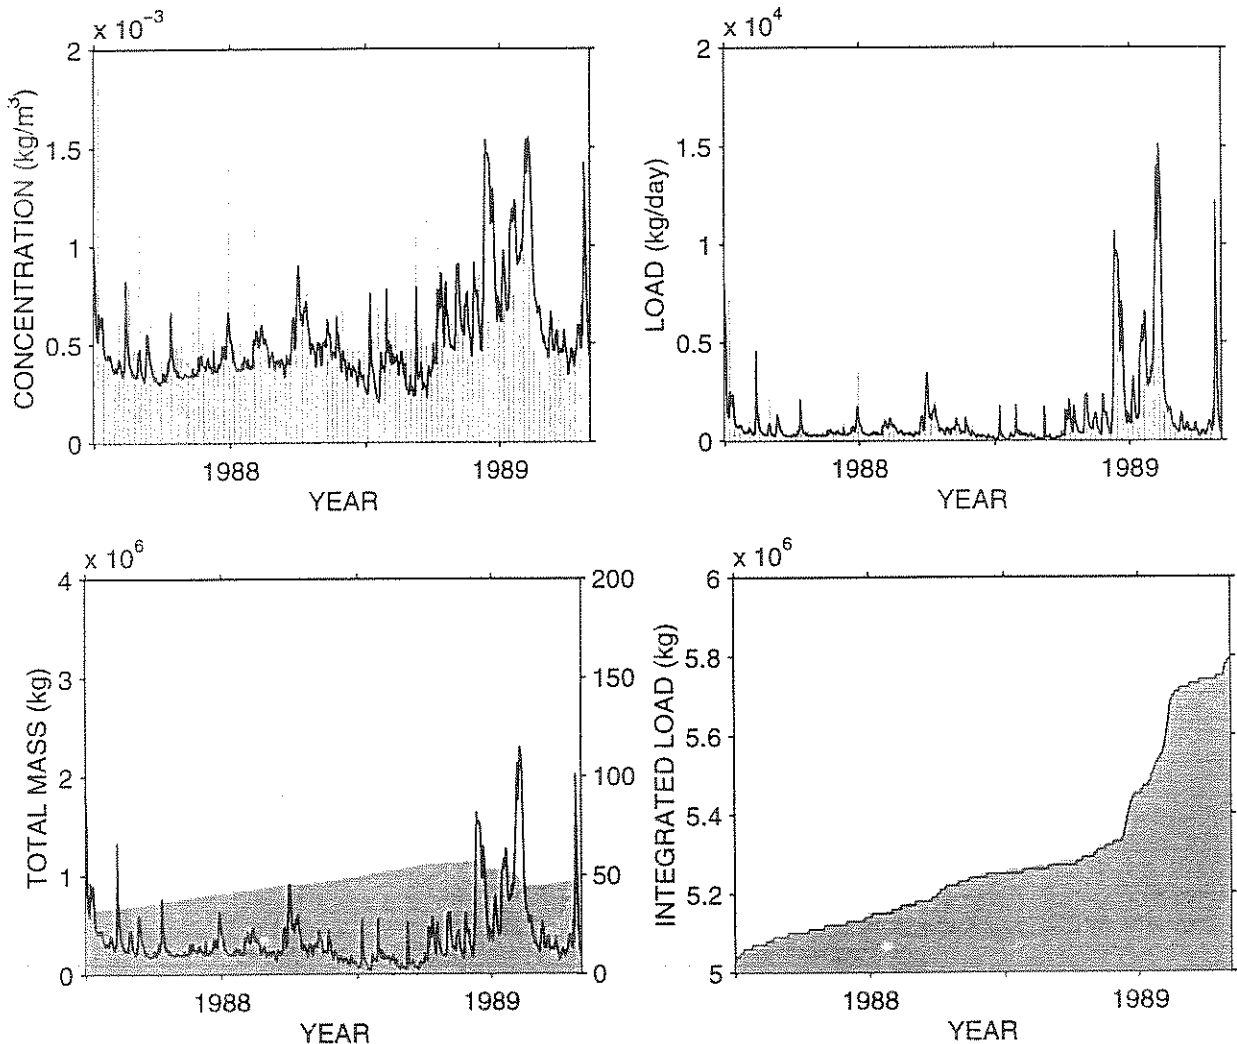 x 10⁻³
2
1.5
1
0.5
0
CONCENTRATION (kg/m³)
1988
1989
YEAR
x 10⁴
2
1.5
1
0.5
0
LOAD (kg/day)
1988
1989
YEAR
x 10⁶
4
3
2
1
0
TOTAL MASS (kg)
200
150
100
50
0
1988
1989
YEAR
x 10⁶
6
5.8
5.6
5.4
5.2
5
INTEGRATED LOAD (kg)
1988
1989
YEAR